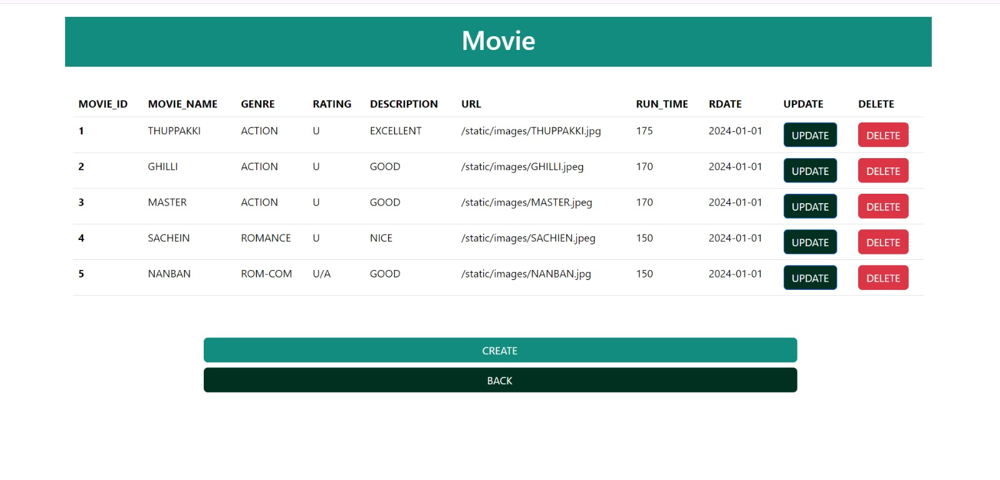 Movie
MOVIE_ID MOVIE_NAME GENRE RATING DESCRIPTION URL RUN_TIME RDATE UPDATE DELETE
1 THUPPAKKI ACTION U EXCELLENT /static/images/THUPPAKKI.jpg 175 2024-01-01 UPDATE DELETE
2 GHILLI ACTION U GOOD /static/images/GHILLI.jpeg 170 2024-01-01 UPDATE DELETE
3 MASTER ACTION U GOOD /static/images/MASTER.jpeg 170 2024-01-01 UPDATE DELETE
4 SACHEIN ROMANCE U NICE /static/images/SACHIEN.jpeg 150 2024-01-01 UPDATE DELETE
5 NANBAN ROM-COM U/A GOOD /static/images/NANBAN.jpg 150 2024-01-01 UPDATE DELETE
CREATE
BACK